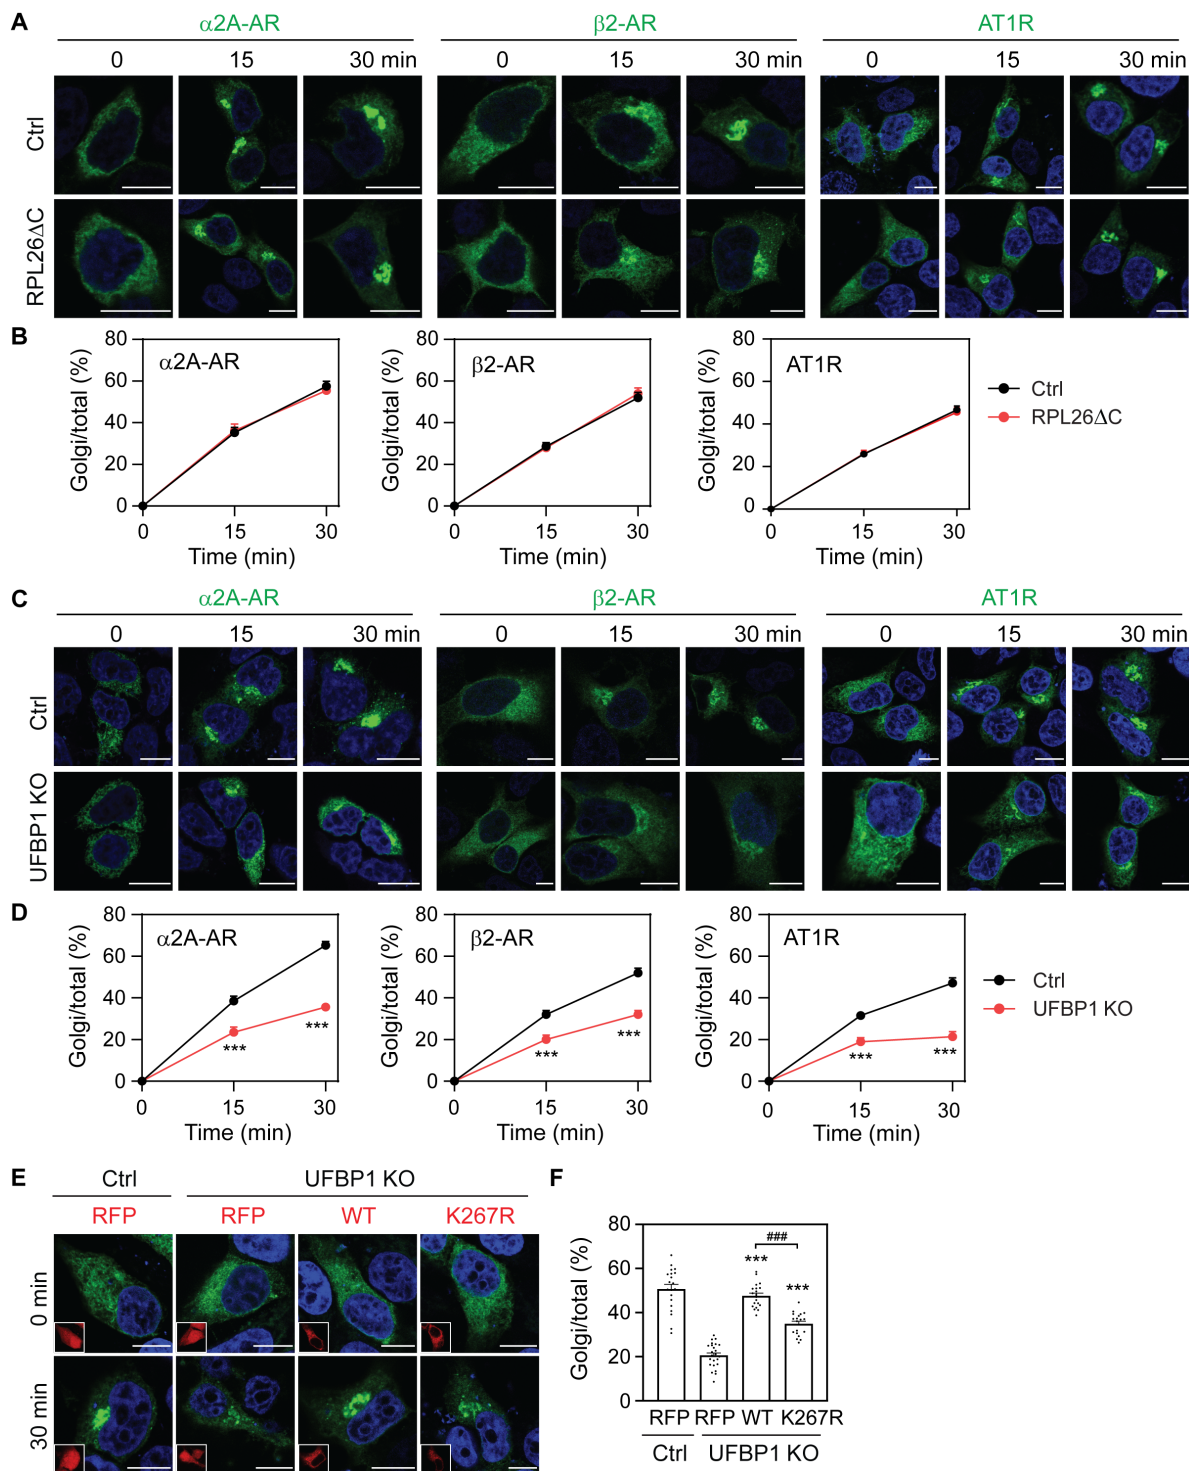 A
α2A-AR β2-AR AT1R
0 15 30 min 0 15 30 min 0 15 30 min
Ctrl
RPL26ΔC
B
80
60
40
20
0
Golgi/total (%)
α2A-AR
0 15 30
Time (min)
80
60
40
20
0
Golgi/total (%)
β2-AR
0 15 30
Time (min)
80
60
40
20
0
Golgi/total (%)
AT1R
0 15 30
Time (min)
Ctrl
RPL26ΔC
C
α2A-AR β2-AR AT1R
0 15 30 min 0 15 30 min 0 15 30 min
Ctrl
UFBP1 KO
D
80
60
40
20
0
Golgi/total (%)
α2A-AR
*** ***
0 15 30
Time (min)
80
60
40
20
0
Golgi/total (%)
β2-AR
*** ***
0 15 30
Time (min)
80
60
40
20
0
Golgi/total (%)
AT1R
*** ***
0 15 30
Time (min)
Ctrl
UFBP1 KO
E
Ctrl UFBP1 KO
RFP RFP WT K267R
0 min
30 min
F
80
60
40
20
0
Golgi/total (%)
###
*** ***
RFP RFP WT K267R
Ctrl UFBP1 KO